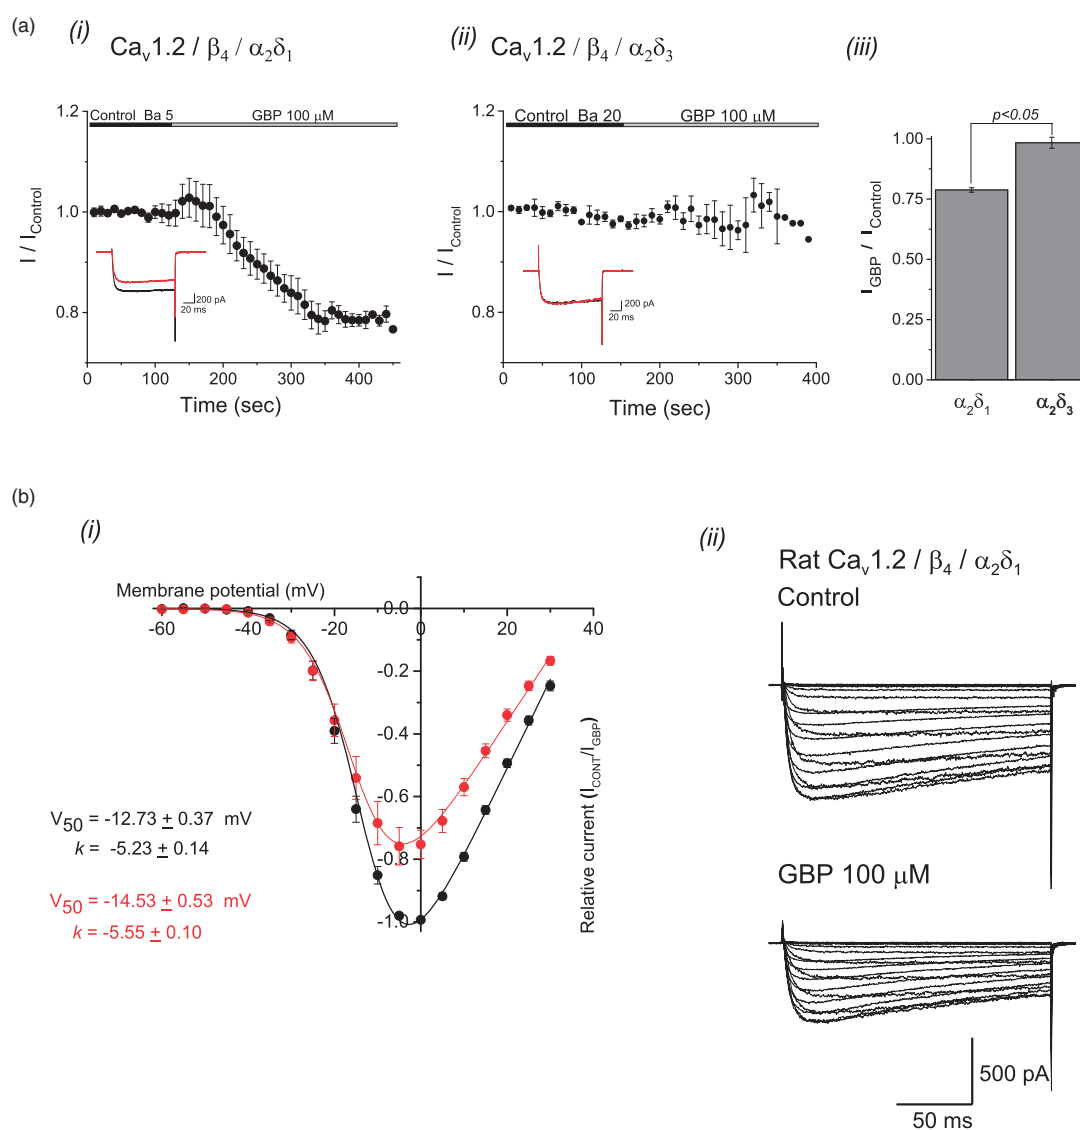 (a)
(i) Caᵥ1.2 / β₄ / α₂δ₁
Control Ba 5 GBP 100 μM
1.2
1.0
0.8
I / I_Control
200 pA
20 ms
0 100 200 300 400
Time (sec)
(ii) Caᵥ1.2 / β₄ / α₂δ₃
Control Ba 20 GBP 100 μM
1.2
1.0
0.8
I / I_Control
200 pA
20 ms
0 100 200 300 400
Time (sec)
(iii)
p<0.05
1.00
0.75
0.50
0.25
0.00
I_GBP / I_Control
α₂δ₁ α₂δ₃
(b)
(i)
Membrane potential (mV)
-60 -40 -20 0 20 40
0.0
-0.2
-0.4
-0.6
-0.8
-1.0
Relative current (I_CONT/I_GBP)
V₅₀ = -12.73 ± 0.37 mV
k = -5.23 ± 0.14
V₅₀ = -14.53 ± 0.53 mV
k = -5.55 ± 0.10
(ii)
Rat Caᵥ1.2 / β₄ / α₂δ₁
Control
GBP 100 μM
500 pA
50 ms